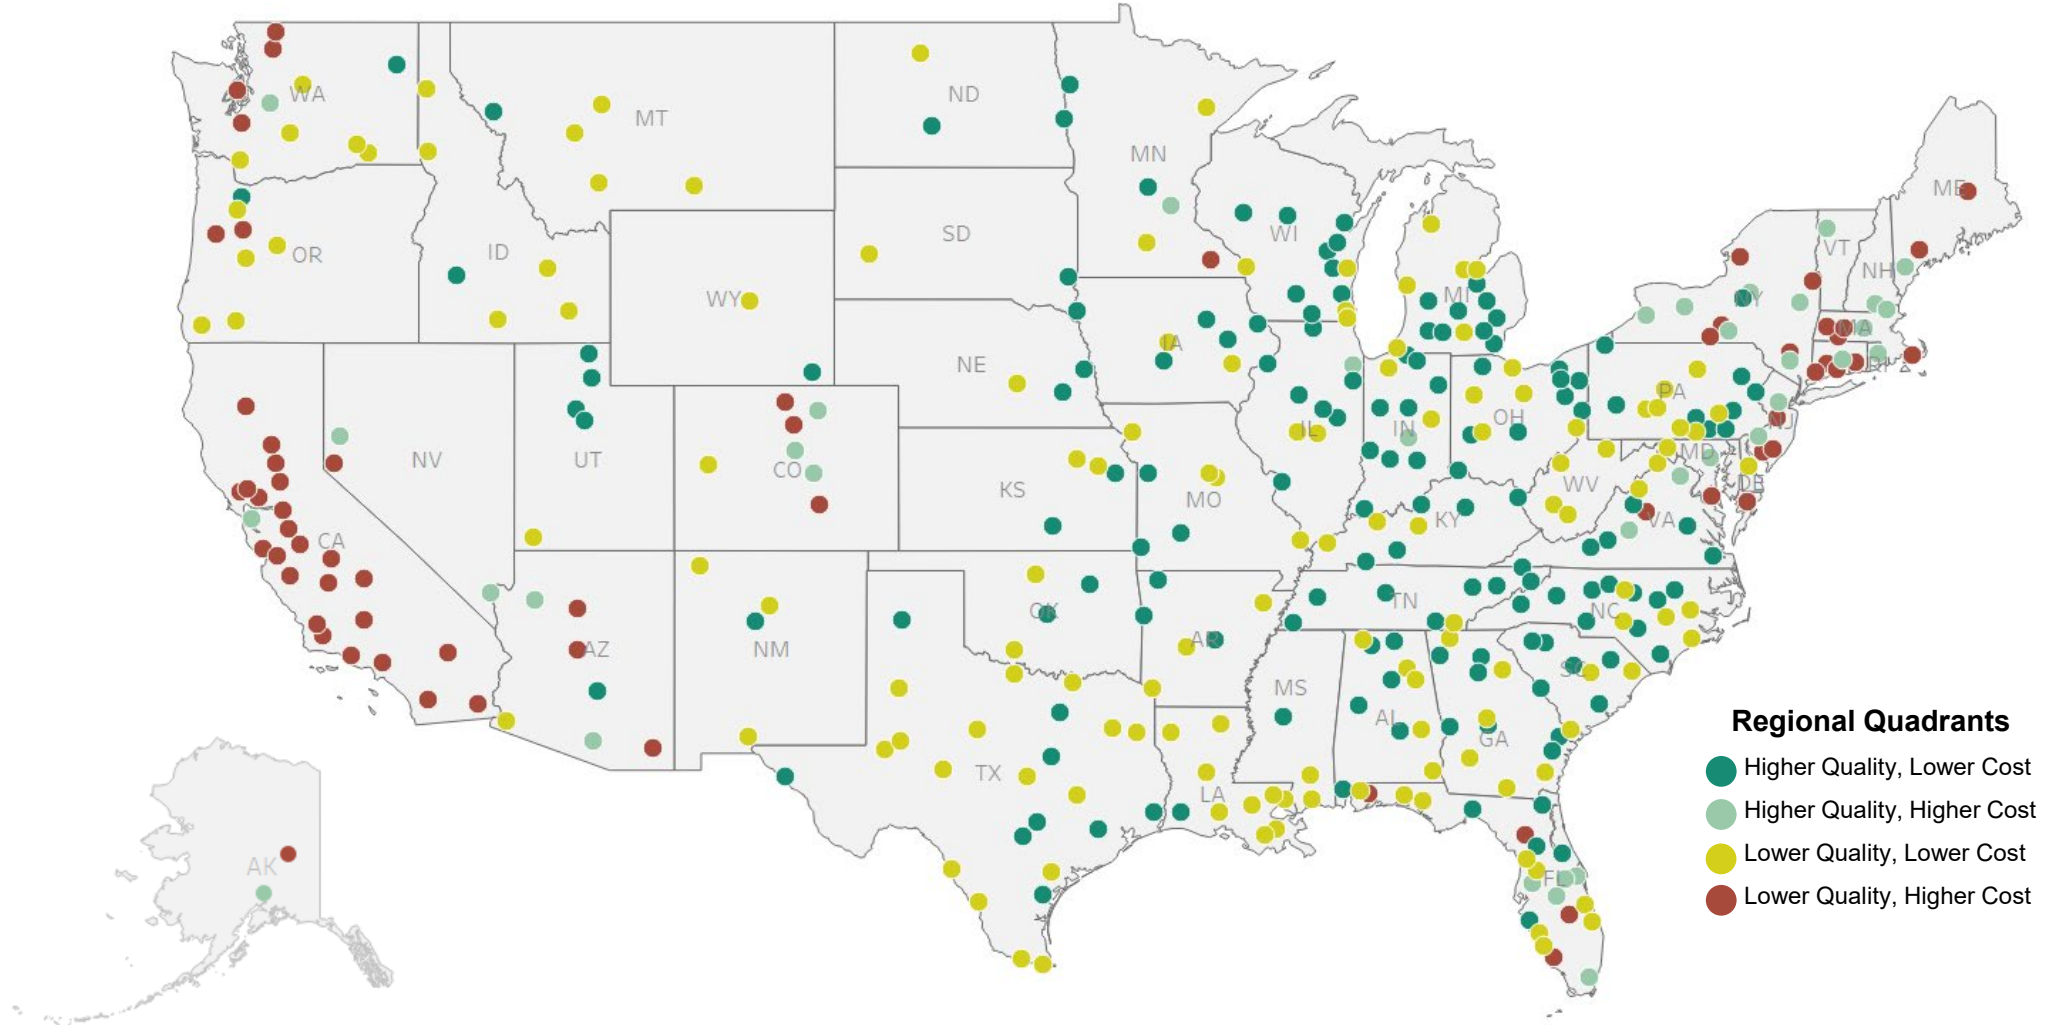 WA
ND
MT
MN
ME
OR
ID
SD
WI
VT
NH
WY
MI
NY
MA
IA
NE
RI
PA
NV
UT
CO
IL
IN
OH
NJ
MD
CA
KS
MO
WV
DE
KY
VA
AZ
NM
OK
AR
TN
NC
MS
AL
SC
GA
TX
LA
FL
AK
Regional Quadrants
Higher Quality, Lower Cost
Higher Quality, Higher Cost
Lower Quality, Lower Cost
Lower Quality, Higher Cost